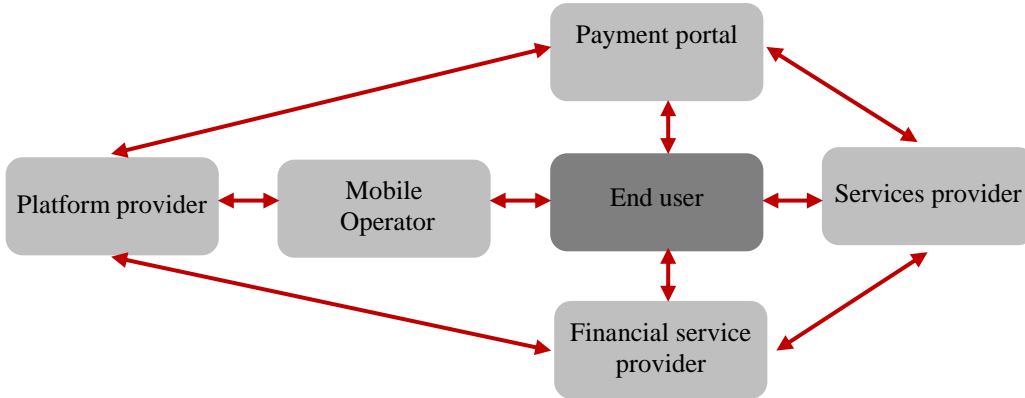 Payment portal
Platform provider
Mobile
Operator
End user
Services provider
Financial service
provider